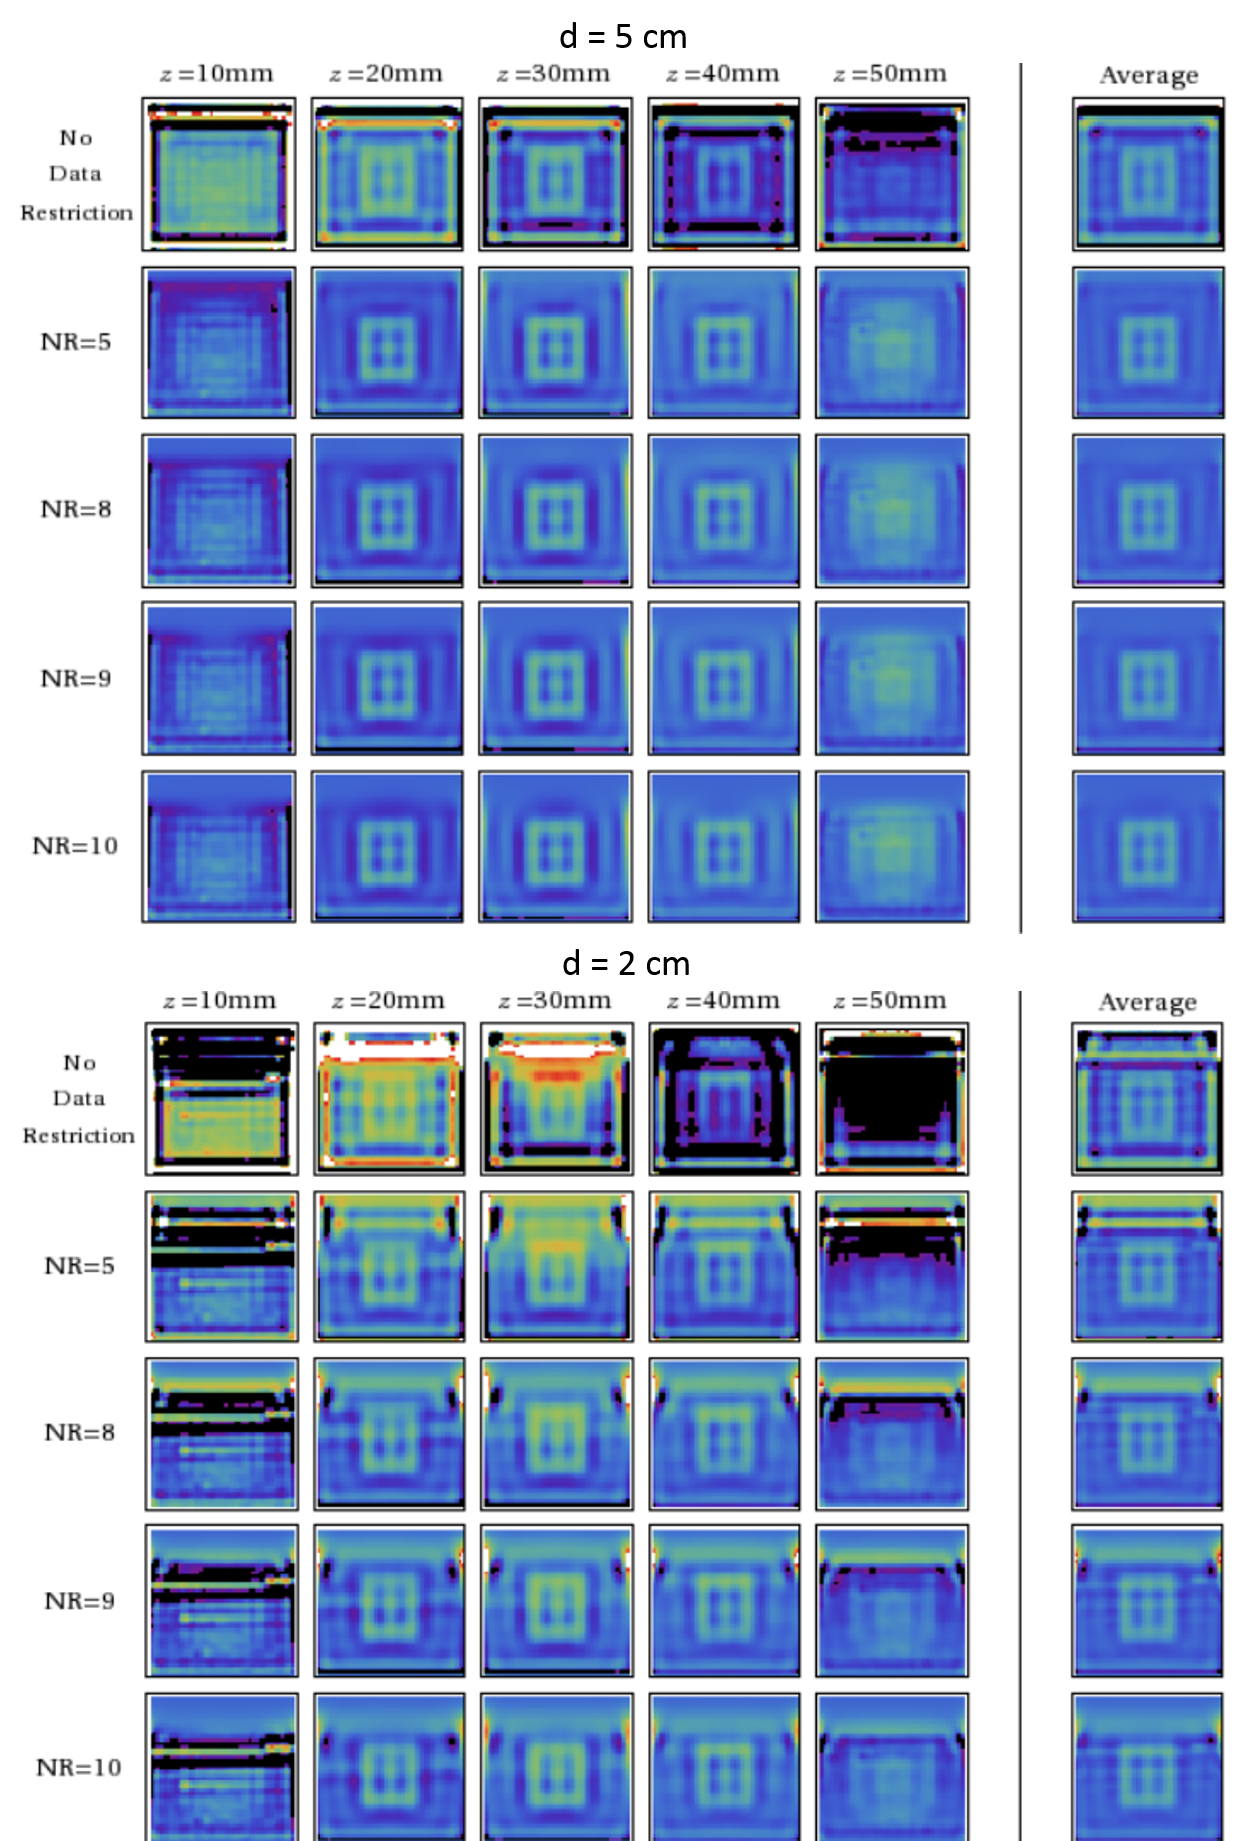 d = 5 cm
z =10mm z =20mm z =30mm z =40mm z =50mm Average
No
Data
Restriction
NR=5
NR=8
NR=9
NR=10
d = 2 cm
z =10mm z =20mm z =30mm z =40mm z =50mm Average
No
Data
Restriction
NR=5
NR=8
NR=9
NR=10